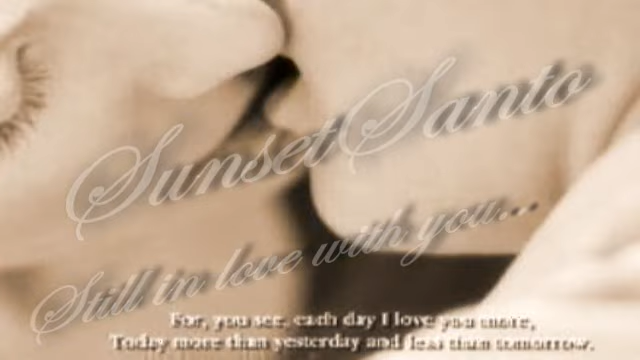 SunsetSanto
Still in love with you...
For, you see, each day I love you more,
Today more than yesterday and less than tomorrow.